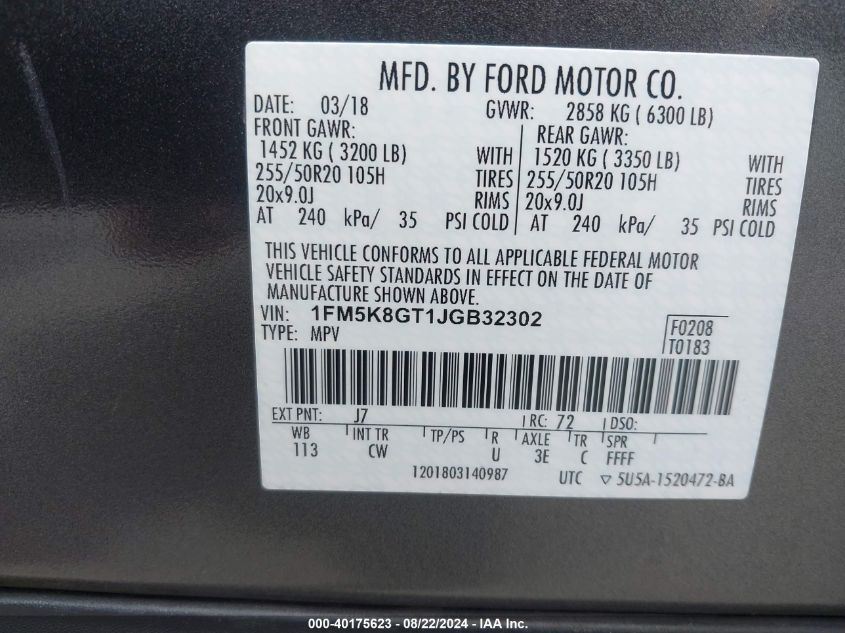 MFD. BY FORD MOTOR CO.
DATE: 03/18 GVWR: 2858 KG ( 6300 LB)
FRONT GAWR: REAR GAWR:
1452 KG ( 3200 LB) WITH 1520 KG ( 3350 LB) WITH
255/50R20 105H TIRES 255/50R20 105H TIRES
20x9.0J RIMS 20x9.0J RIMS
AT 240 kPa/ 35 PSI COLD AT 240 kPa/ 35 PSI COLD
THIS VEHICLE CONFORMS TO ALL APPLICABLE FEDERAL MOTOR
VEHICLE SAFETY STANDARDS IN EFFECT ON THE DATE OF
MANUFACTURE SHOWN ABOVE.
VIN: 1FM5K8GT1JGB32302
TYPE: MPV
F0208
T0183
EXT PNT: J7 RC: 72 DSO:
WB INT TR TP/PS R AXLE TR SPR
113 CW U 3E C FFFF
1201803140987 UTC ▽ 5U5A-1520472-BA
000-40175623 - 08/22/2024 - IAA Inc.